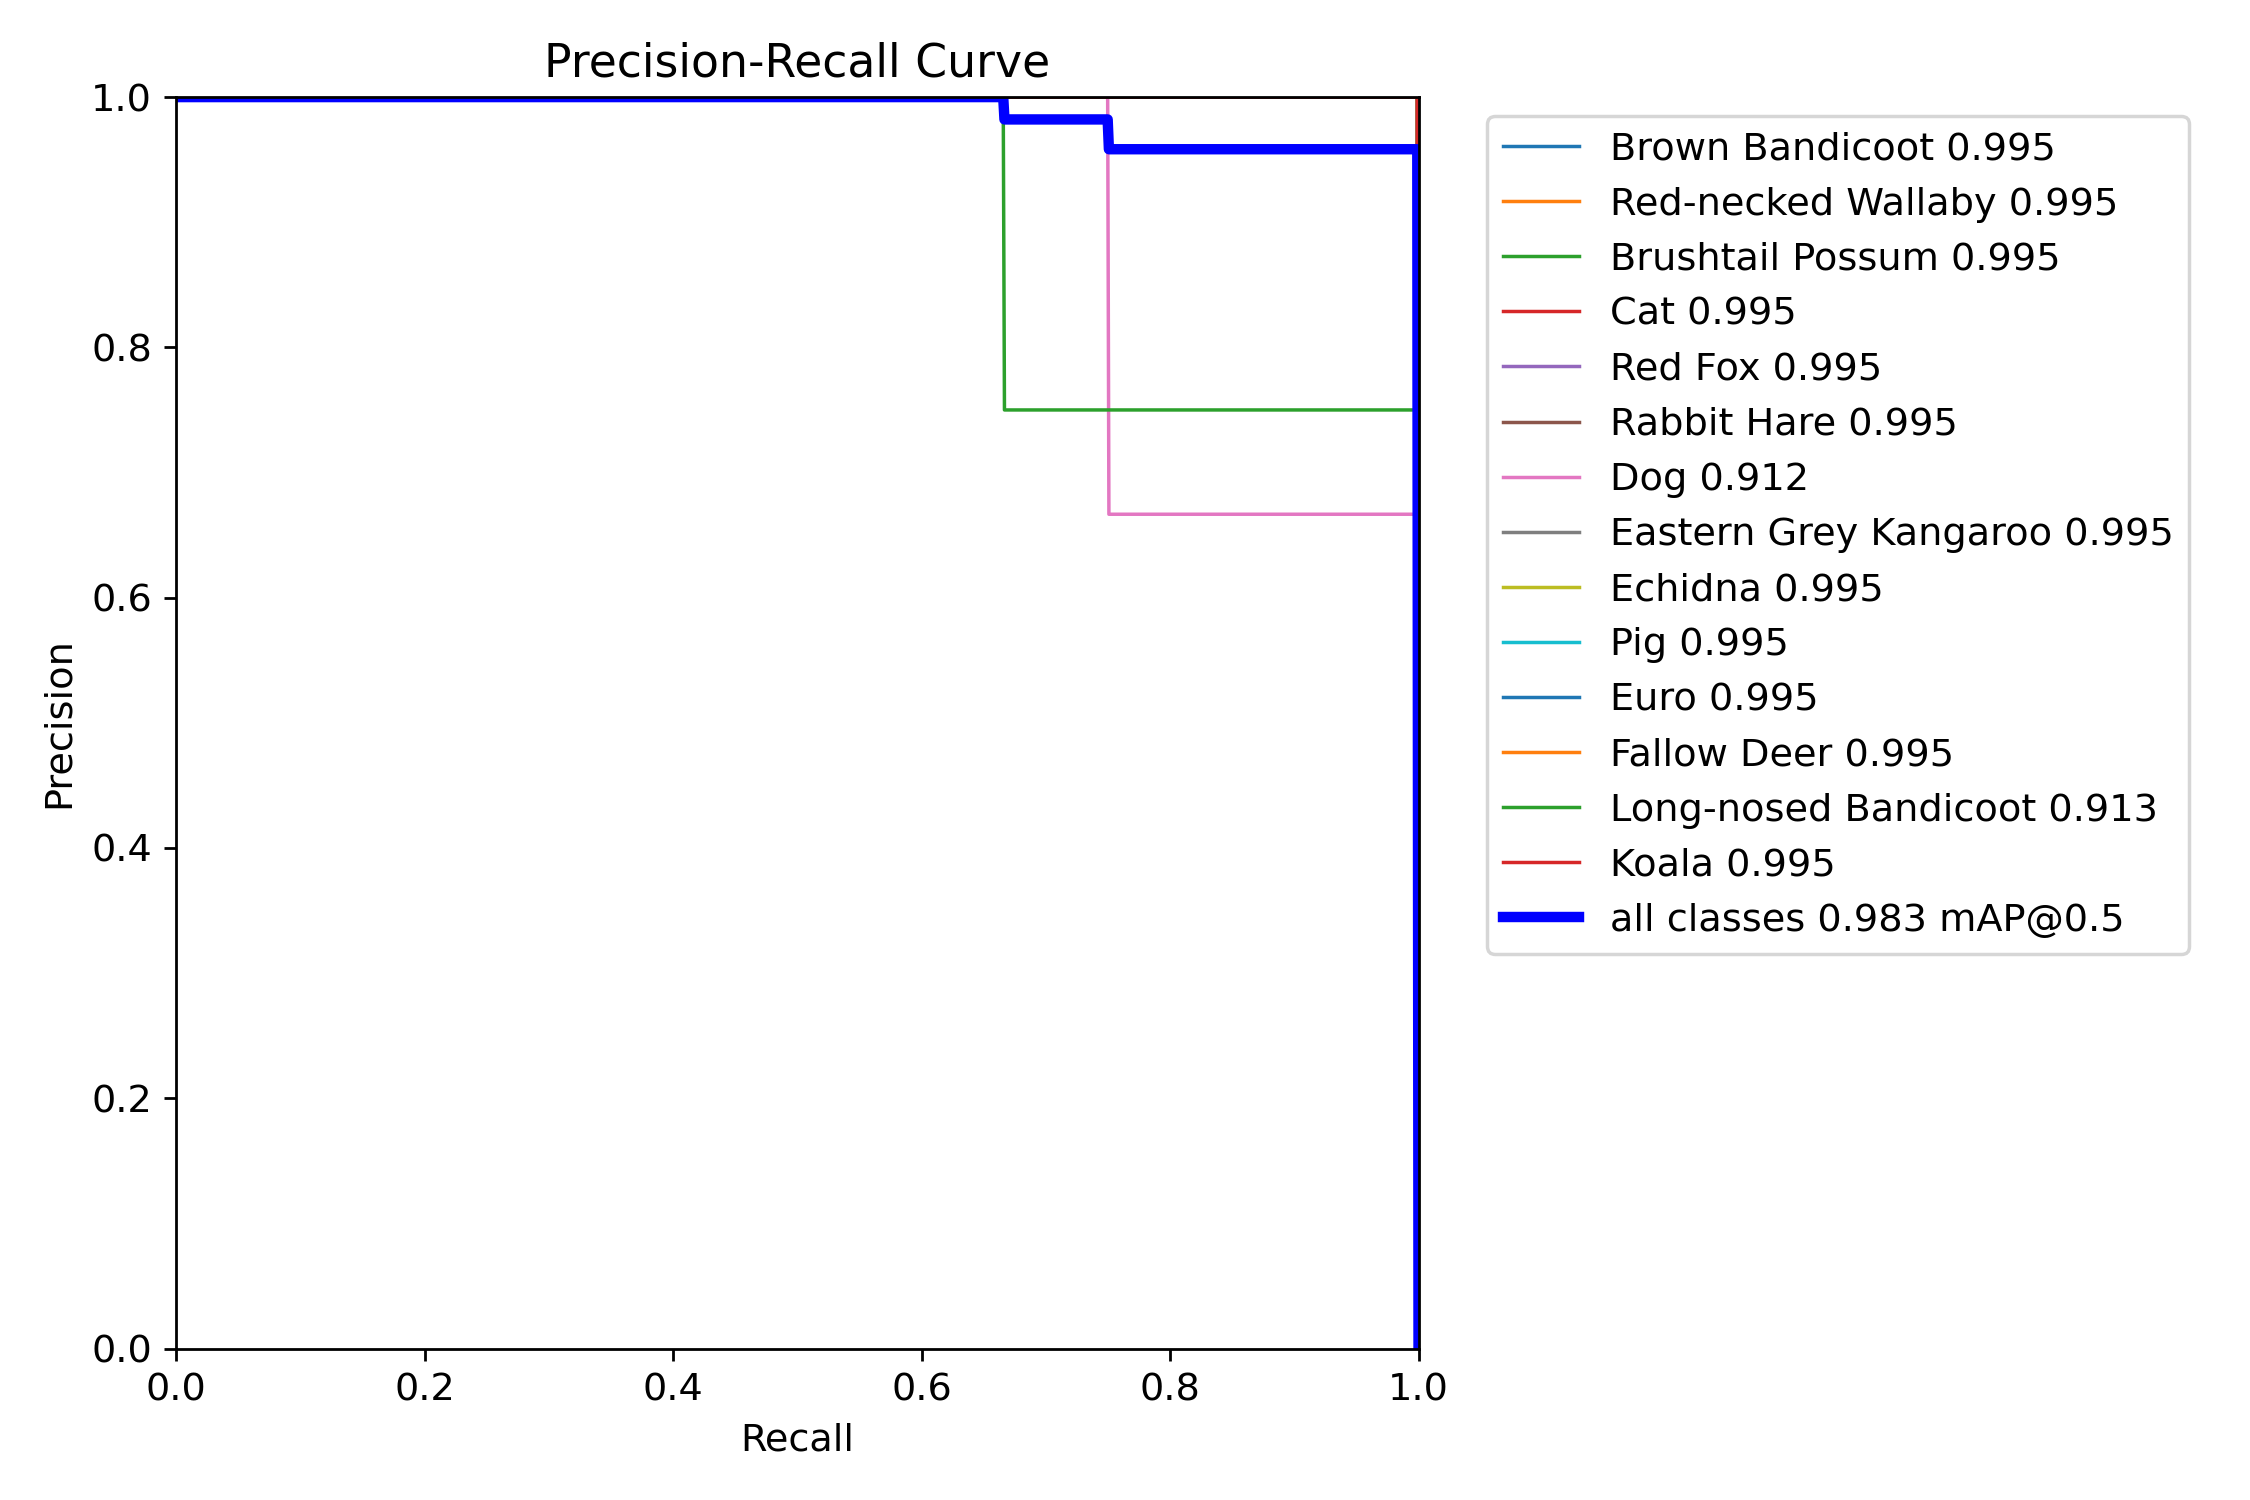 Precision-Recall Curve
1.0
0.8
0.6
0.4
0.2
0.0
Precision
0.0 0.2 0.4 0.6 0.8 1.0
Recall
Brown Bandicoot 0.995
Red-necked Wallaby 0.995
Brushtail Possum 0.995
Cat 0.995
Red Fox 0.995
Rabbit Hare 0.995
Dog 0.912
Eastern Grey Kangaroo 0.995
Echidna 0.995
Pig 0.995
Euro 0.995
Fallow Deer 0.995
Long-nosed Bandicoot 0.913
Koala 0.995
all classes 0.983 mAP@0.5